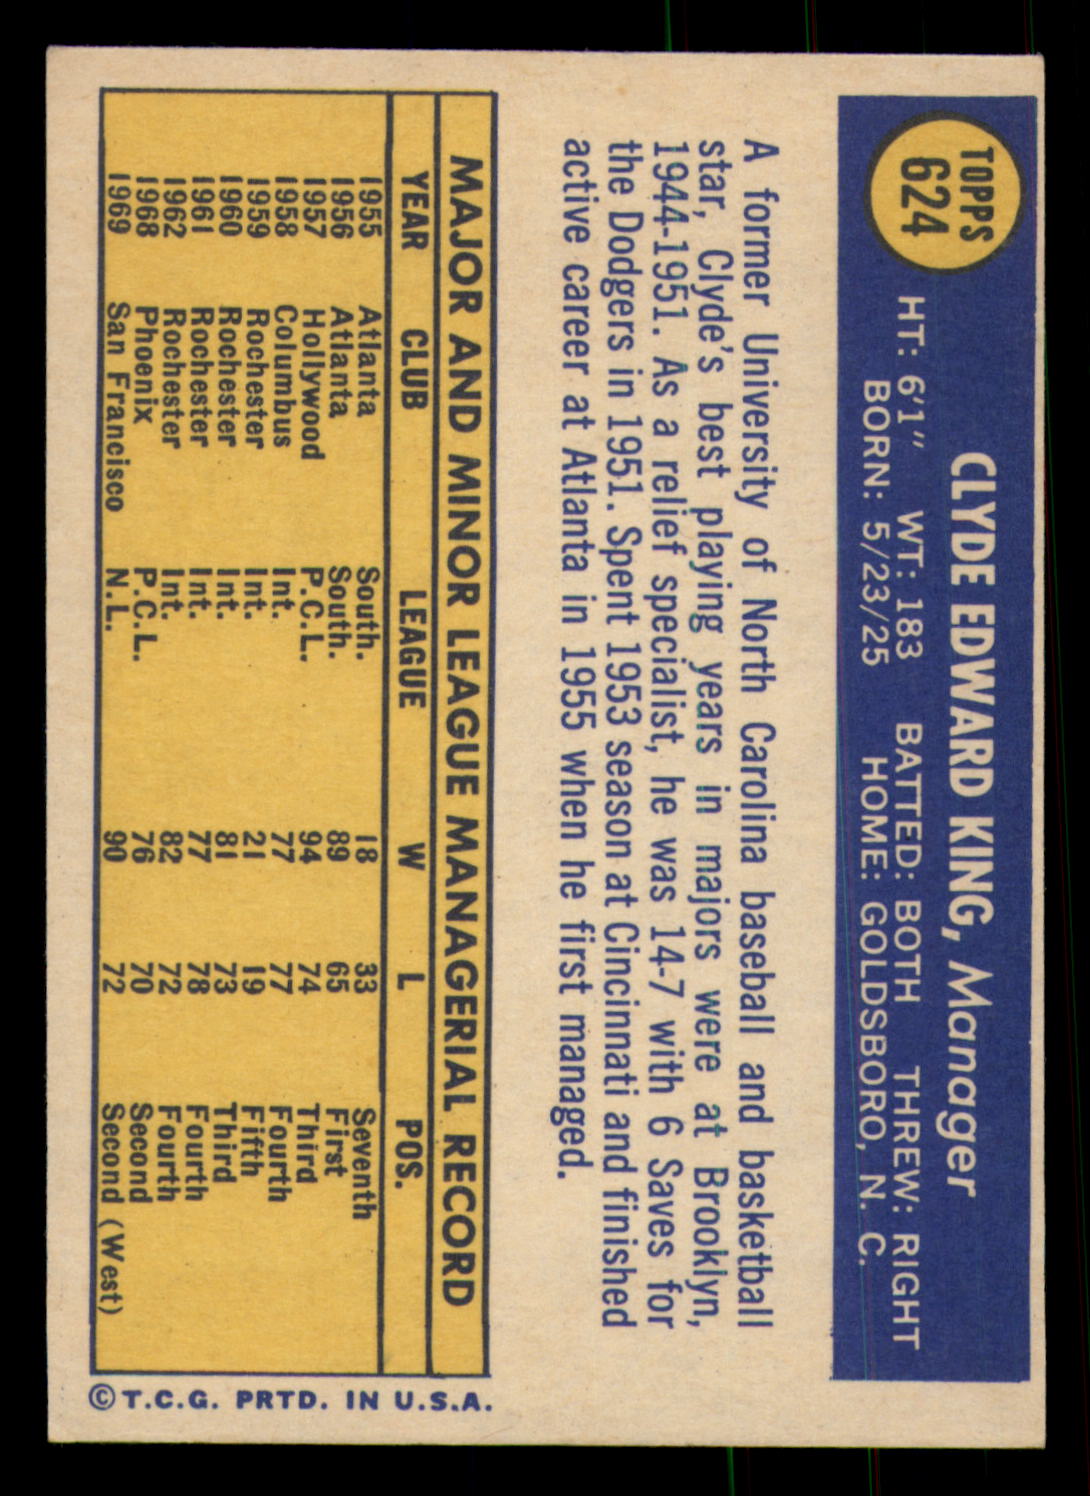 TOPPS
624
CLYDE EDWARD KING, Manager
HT: 6'1" WT: 183 BATTED: BOTH THREW: RIGHT
BORN: 5/23/25 HOME: GOLDSBORO, N. C.
A former University of North Carolina baseball and basketball
star, Clyde's best playing years in majors were at Brooklyn,
1944-1951. As a relief specialist, he was 14-7 with 6 Saves for
the Dodgers in 1951. Spent 1953 season at Cincinnati and finished
active career at Atlanta in 1955 when he first managed.
MAJOR AND MINOR LEAGUE MANAGERIAL RECORD
YEAR CLUB LEAGUE W L POS.
1955 Atlanta South. 18 33 Seventh
1956 Atlanta South. 89 65 First
1957 Hollywood P.C.L. 94 74 Third
1958 Columbus Int. 77 77 Fourth
1959 Rochester Int. 21 19 Fifth
1960 Rochester Int. 81 73 Third
1961 Rochester Int. 77 78 Fourth
1962 Rochester Int. 82 72 Fourth
1968 Phoenix P.C.L. 76 70 Second
1969 San Francisco N.L. 90 72 Second (West)
© T.C.G. PRTD. IN U.S.A.